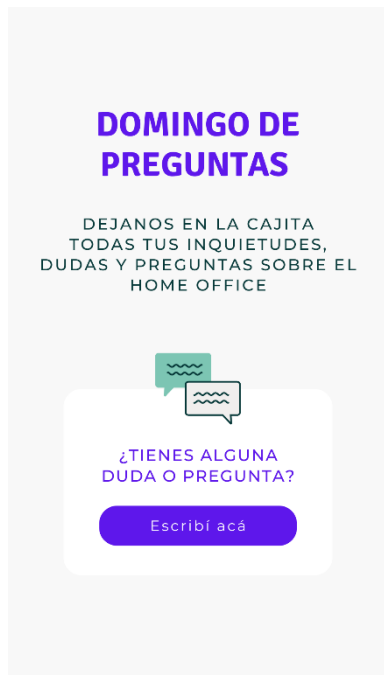 DOMINGO DE
PREGUNTAS
DEJANOS EN LA CAJITA
TODAS TUS INQUIETUDES,
DUDAS Y PREGUNTAS SOBRE EL
HOME OFFICE
¿TIENES ALGUNA
DUDA O PREGUNTA?
Escribí acá